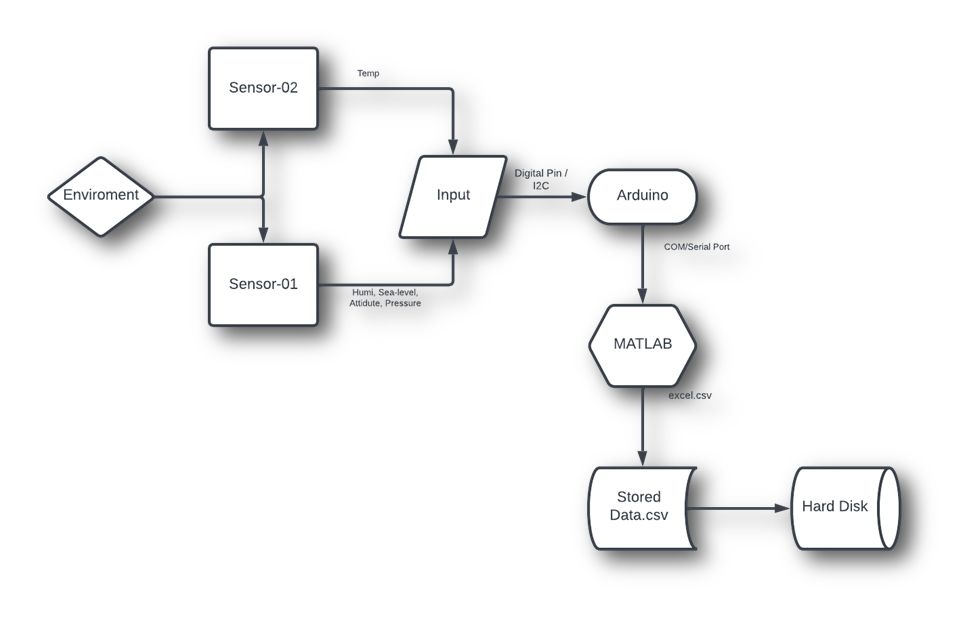 Sensor-02
Temp
Enviroment
Input
Digital Pin /
I2C
Arduino
COM/Serial Port
Sensor-01
Humi, Sea-level,
Attidute, Pressure
MATLAB
excel.csv
Stored
Data.csv
Hard Disk